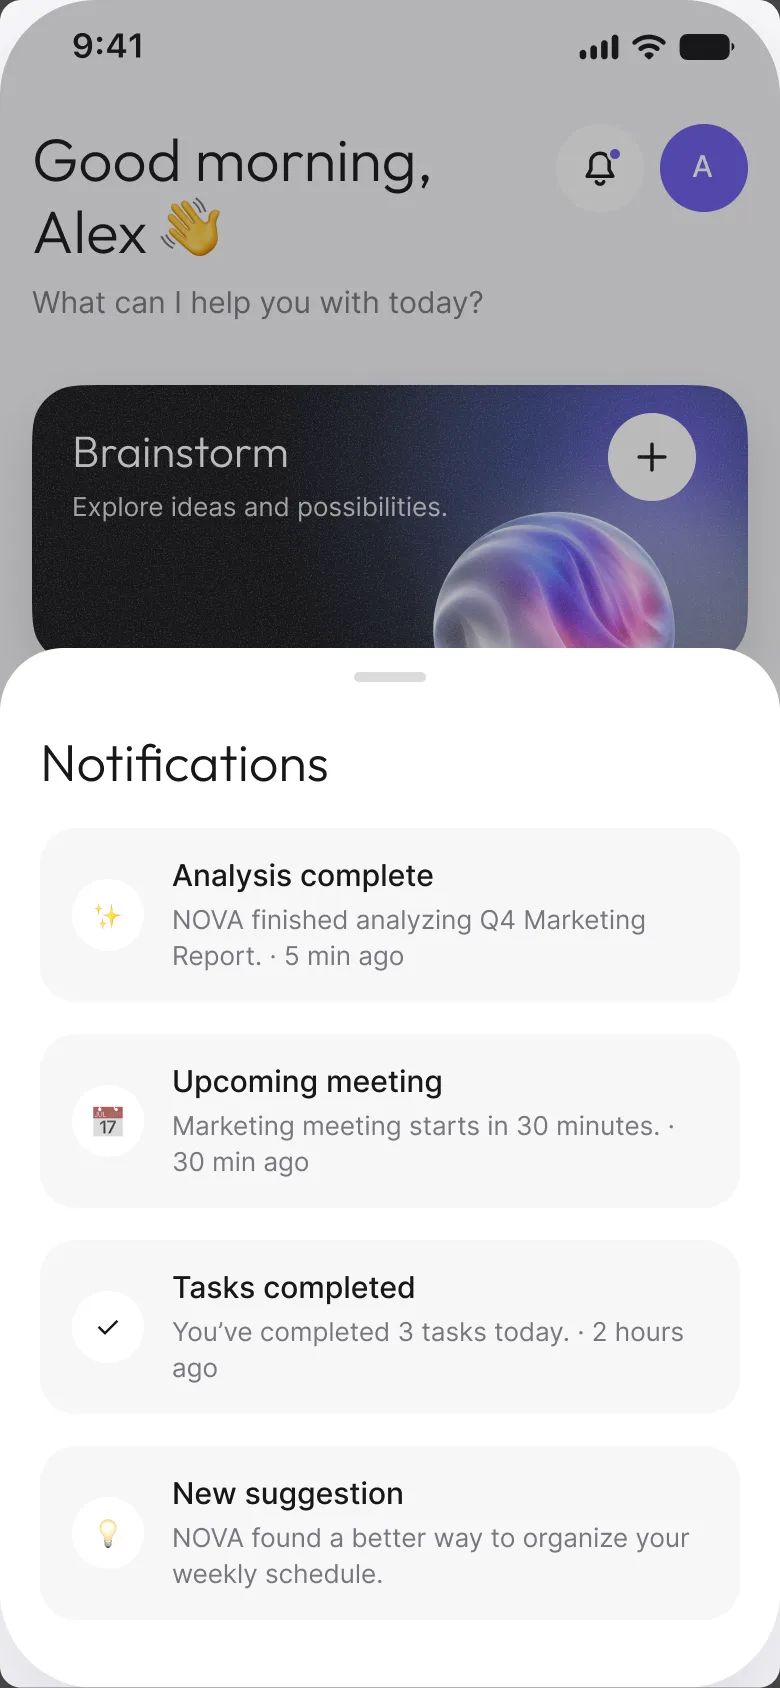 9:41
Good morning,
Alex 👋
A
What can I help you with today?
Brainstorm
Explore ideas and possibilities.
Notifications
Analysis complete
NOVA finished analyzing Q4 Marketing
Report. · 5 min ago
JUL
17
Upcoming meeting
Marketing meeting starts in 30 minutes. ·
30 min ago
Tasks completed
You’ve completed 3 tasks today. · 2 hours
ago
New suggestion
NOVA found a better way to organize your
weekly schedule.